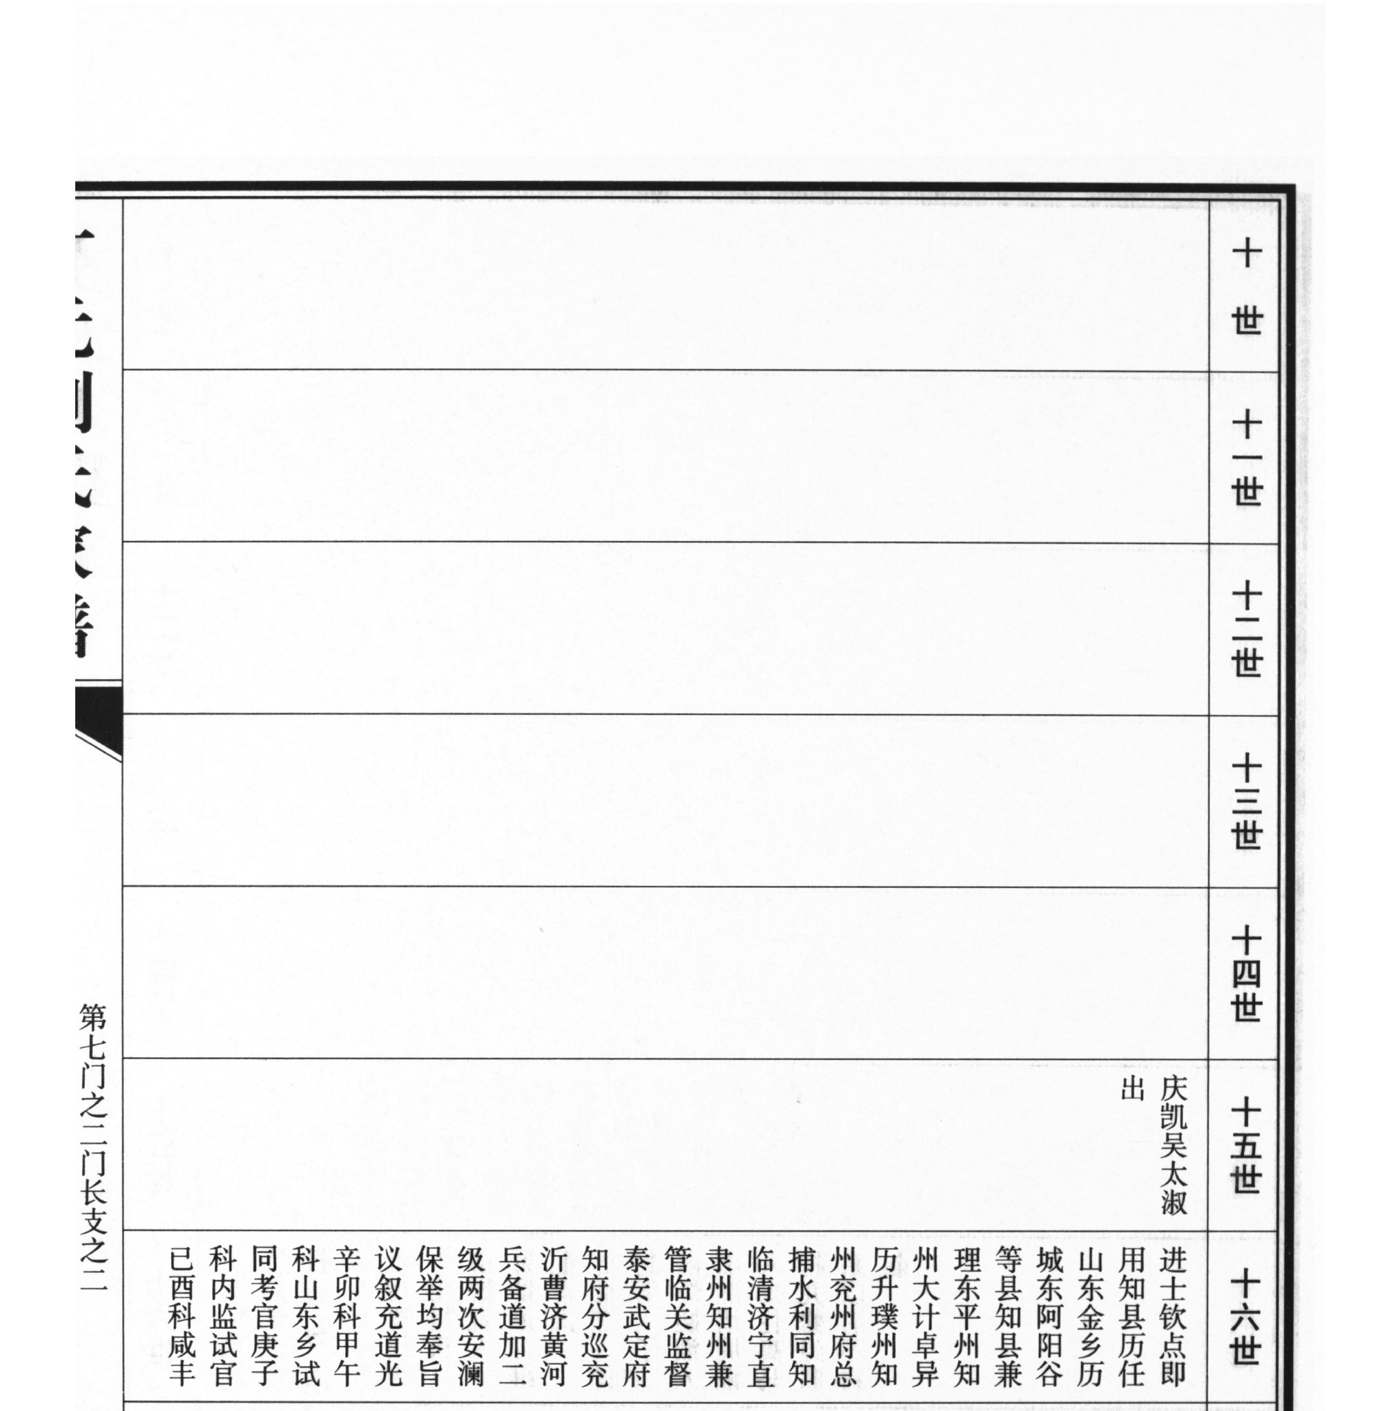 十世
十一世
十二世
十三世
十四世
十五世
庆凯吴太淑
出
十六世
进士钦点即
用知县历任
山东金乡历
城东阿阳谷
等县知县兼
理东平州知
州大计卓异
历升璞州知
州兖州府总
捕水利同知
临清济宁直
隶州知州兼
管临关监督
泰安武定府
知府分巡兖
沂曹济黄河
兵备道加二
级两次安澜
保举均奉旨
议叙充道光
辛卯科甲午
科山东乡试
同考官庚子
科内监试官
已酉科咸丰
第七门之二门长支之二